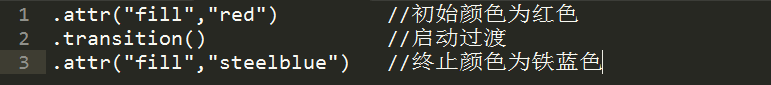 1 .attr("fill","red") //初始颜色为红色
2 .transition() //启动过渡
3 .attr("fill","steelblue") //终止颜色为铁蓝色